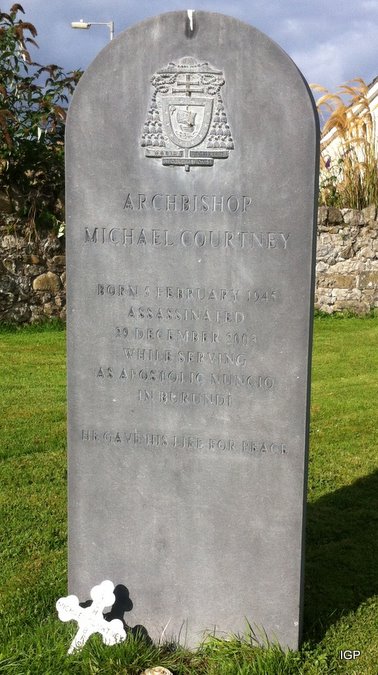 ARCHBISHOP
MICHAEL COURTNEY
BORN 5 FEBRUARY 1945
ASSASSINATED
29 DECEMBER 2003
WHILE SERVING
AS APOSTOLIC NUNCIO
IN BURUNDI
HE GAVE HIS LIFE FOR PEACE
IGP